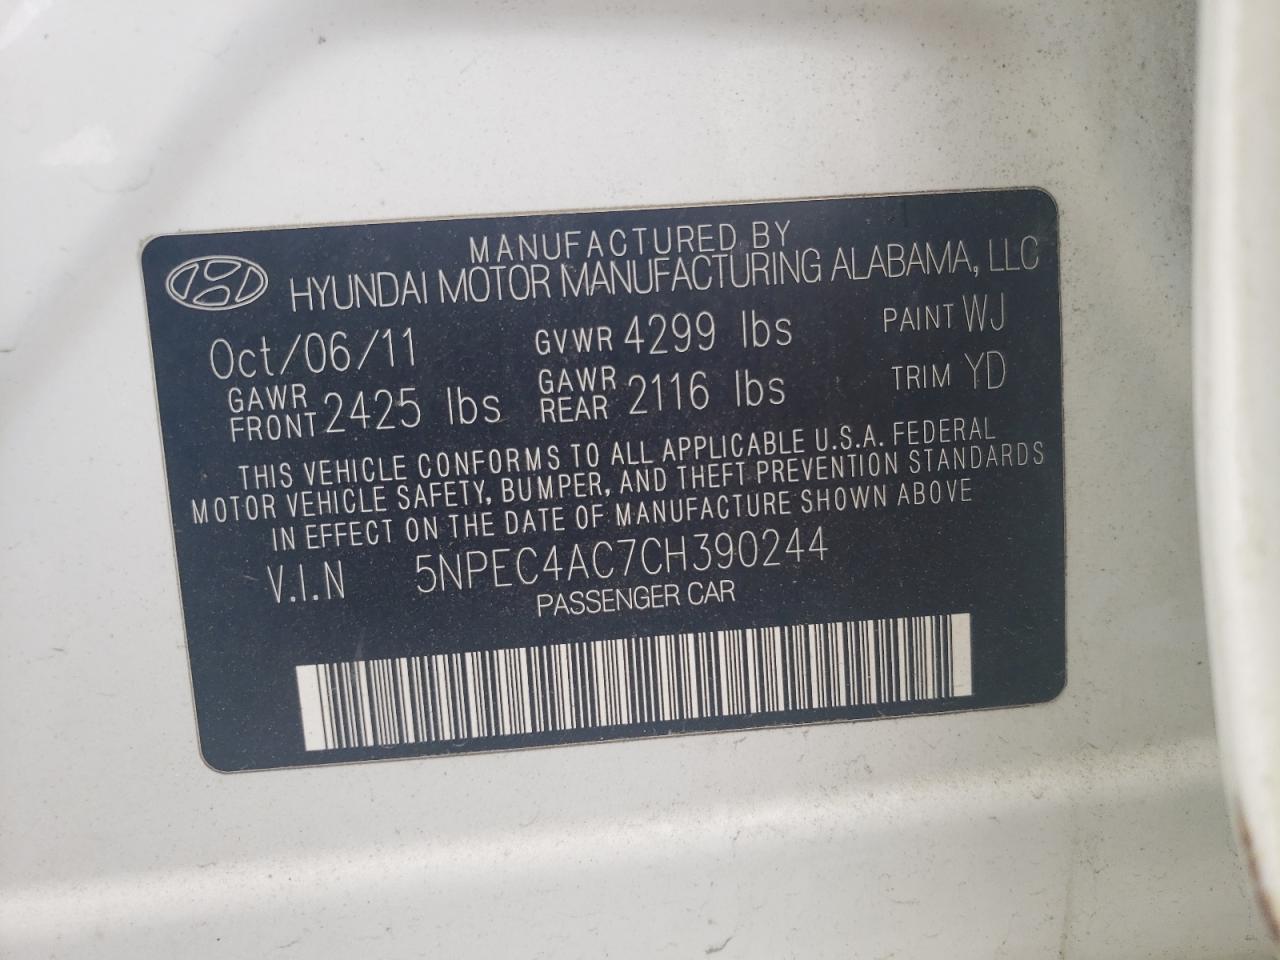 MANUFACTURED BY
HYUNDAI MOTOR MANUFACTURING ALABAMA, LLC
Oct/06/11 GVWR 4299 lbs PAINT WJ
GAWR FRONT 2425 lbs GAWR REAR 2116 lbs TRIM YD
THIS VEHICLE CONFORMS TO ALL APPLICABLE U.S.A. FEDERAL
MOTOR VEHICLE SAFETY, BUMPER, AND THEFT PREVENTION STANDARDS
IN EFFECT ON THE DATE OF MANUFACTURE SHOWN ABOVE
V.I.N 5NPEC4AC7CH390244
PASSENGER CAR